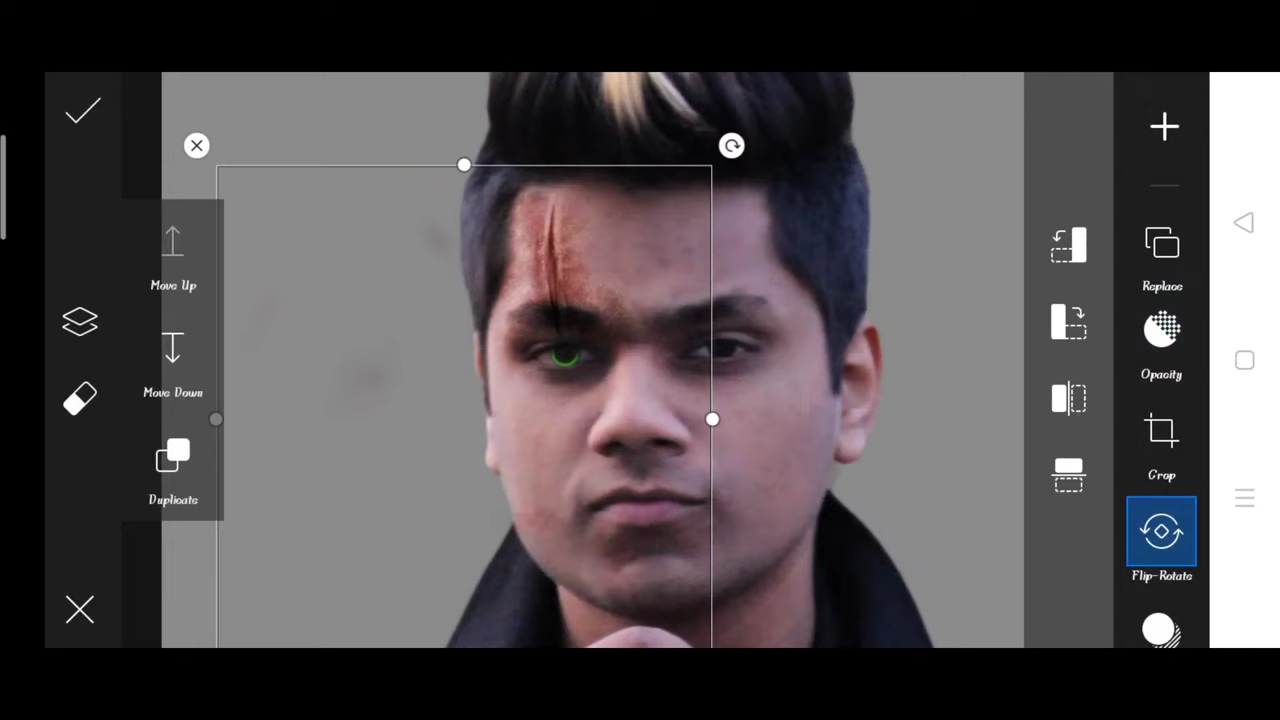 Move Up
Move Down
Duplicate
Replace
Opacity
Crop
Flip-Rotate